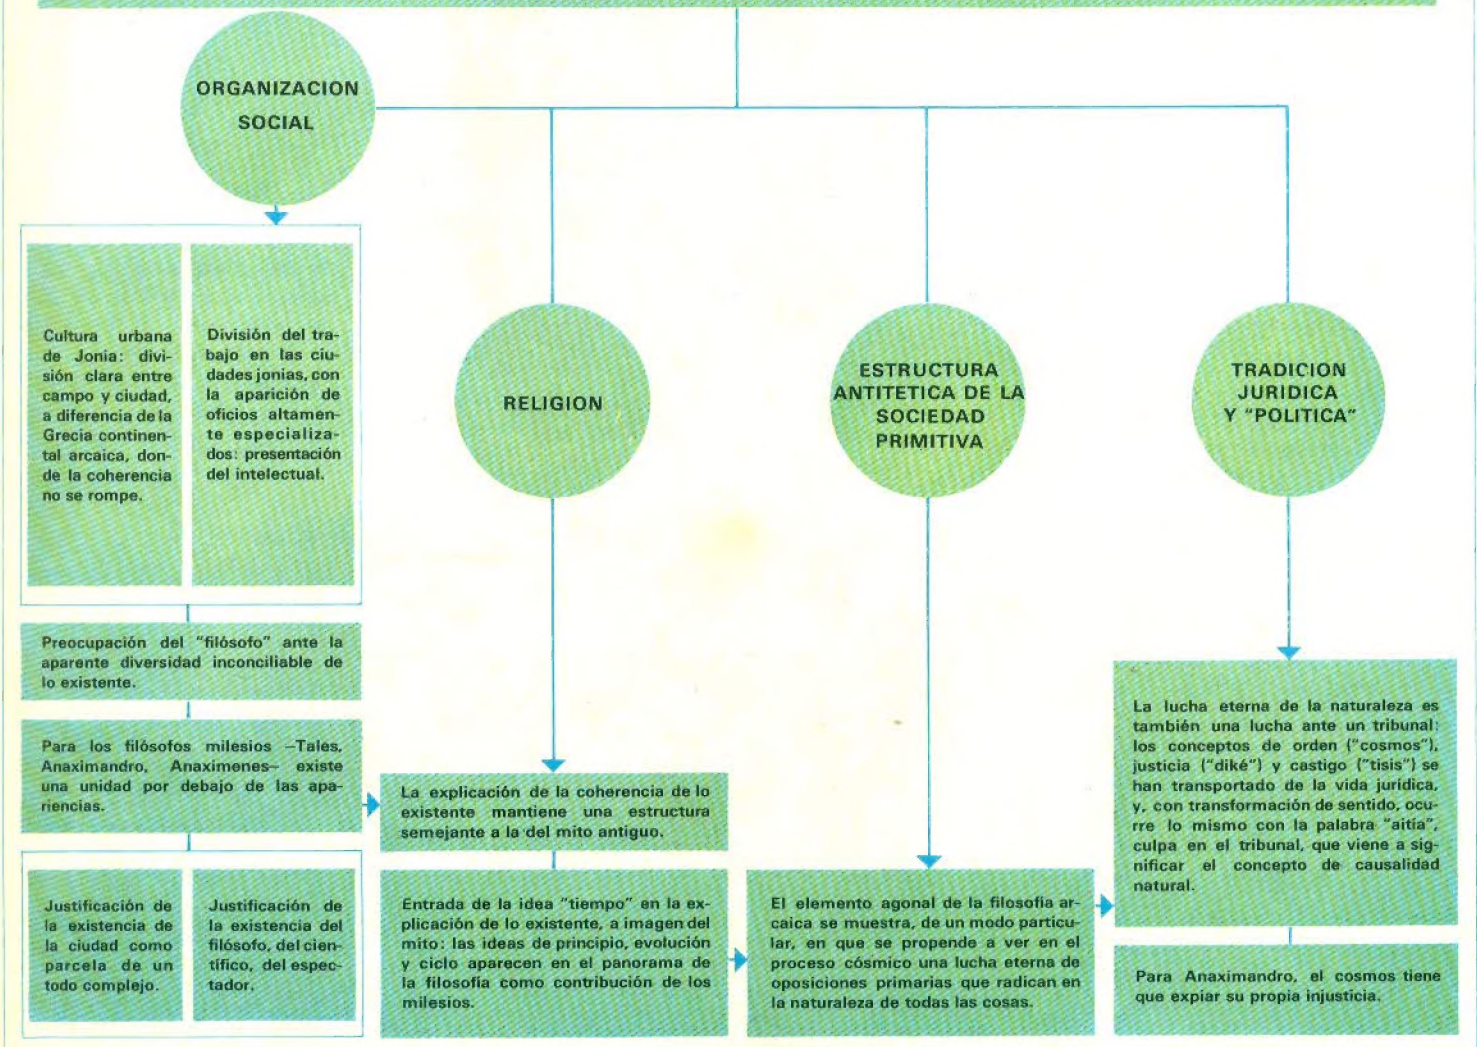 ORGANIZACION
SOCIAL
Cultura urbana
de Jonia: divi-
sión clara entre
campo y ciudad,
a diferencia de la
Grecia continen-
tal arcaica, don-
de la coherencia
no se rompe.
División del tra-
bajo en las ciu-
dades jonias, con
la aparición de
oficios altamen-
te especializa-
dos: presentación
del intelectual.
Preocupación del "filósofo" ante la
aparente diversidad inconciliable de
lo existente.
Para los filósofos milesios —Tales,
Anaximandro, Anaximenes— existe
una unidad por debajo de las apa-
riencias.
Justificación de
la existencia de
la ciudad como
parcela de un
todo complejo.
Justificación de
la existencia del
filósofo, del cien-
tífico, del espec-
tador.
RELIGION
La explicación de la coherencia de lo
existente mantiene una estructura
semejante a la del mito antiguo.
Entrada de la idea "tiempo" en la ex-
plicación de lo existente, a imagen del
mito: las ideas de principio, evolución
y ciclo aparecen en el panorama de
la filosofía como contribución de los
milesios.
ESTRUCTURA
ANTITETICA DE LA
SOCIEDAD
PRIMITIVA
El elemento agonal de la filosofía ar-
caica se muestra, de un modo particu-
lar, en que se propende a ver en el
proceso cósmico una lucha eterna de
oposiciones primarias que radican en
la naturaleza de todas las cosas.
TRADICION
JURIDICA
Y "POLITICA"
La lucha eterna de la naturaleza es
también una lucha ante un tribunal:
los conceptos de orden ("cosmos"),
justicia ("diké") y castigo ("tisis") se
han transportado de la vida jurídica,
y, con transformación de sentido, ocu-
rre lo mismo con la palabra "aitía",
culpa en el tribunal, que viene a sig-
nificar el concepto de causalidad
natural.
Para Anaximandro, el cosmos tiene
que expiar su propia injusticia.